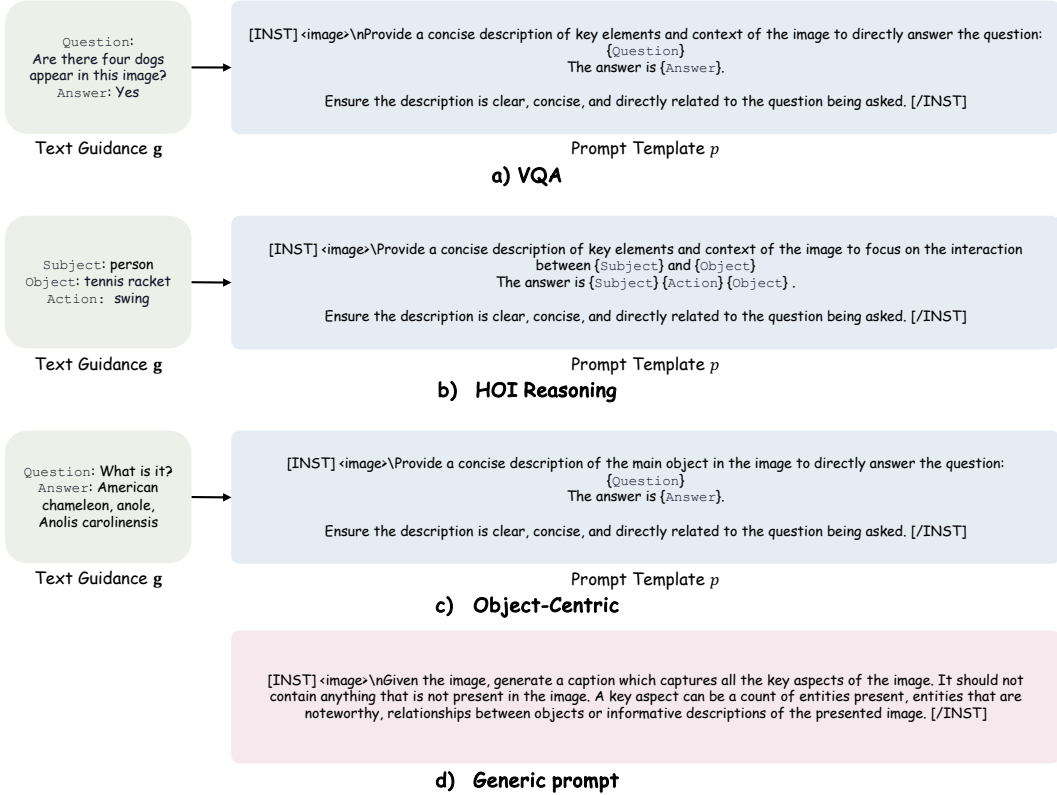 Question:
Are there four dogs
appear in this image?
Answer: Yes
Text Guidance g
[INST] <image>\nProvide a concise description of key elements and context of the image to directly answer the question:
{Question}
The answer is {Answer}.
Ensure the description is clear, concise, and directly related to the question being asked. [/INST]
Prompt Template p
a) VQA
Subject: person
Object: tennis racket
Action: swing
Text Guidance g
[INST] <image>\Provide a concise description of key elements and context of the image to focus on the interaction
between {Subject} and {Object}
The answer is {Subject} {Action} {Object} .
Ensure the description is clear, concise, and directly related to the question being asked. [/INST]
Prompt Template p
b) HOI Reasoning
Question: What is it?
Answer: American
chameleon, anole,
Anolis carolinensis
Text Guidance g
[INST] <image>\Provide a concise description of the main object in the image to directly answer the question:
{Question}
The answer is {Answer}.
Ensure the description is clear, concise, and directly related to the question being asked. [/INST]
Prompt Template p
c) Object-Centric
[INST] <image>\nGiven the image, generate a caption which captures all the key aspects of the image. It should not
contain anything that is not present in the image. A key aspect can be a count of entities present, entities that are
noteworthy, relationships between objects or informative descriptions of the presented image. [/INST]
d) Generic prompt